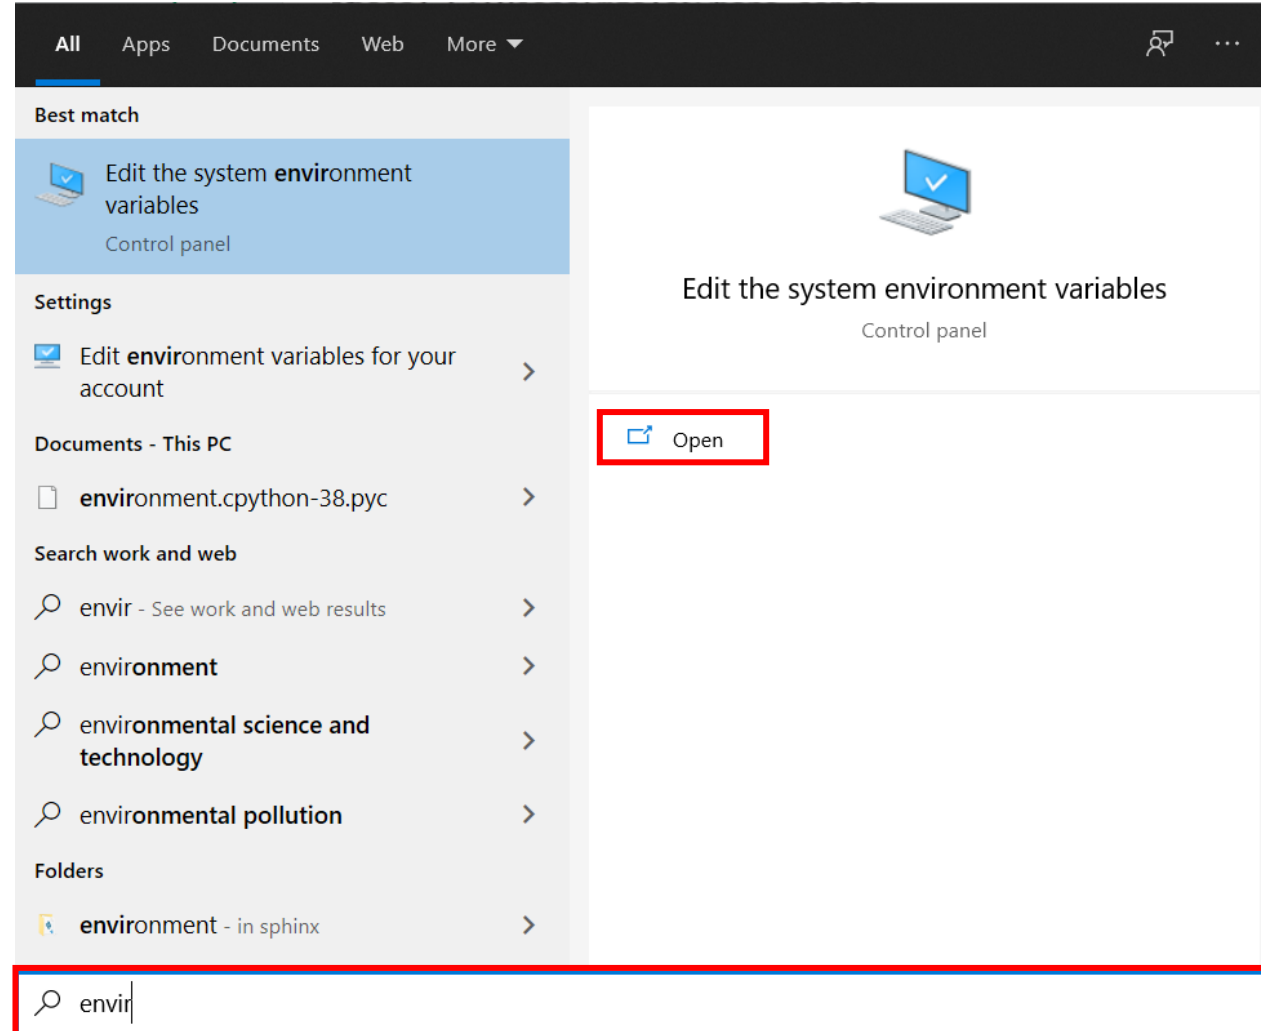 All Apps Documents Web More
Best match
Edit the system environment
variables
Control panel
Settings
Edit environment variables for your
account
Documents - This PC
environment.cpython-38.pyc
Search work and web
envir - See work and web results
environment
environmental science and
technology
environmental pollution
Folders
environment - in sphinx
envir
Edit the system environment variables
Control panel
Open